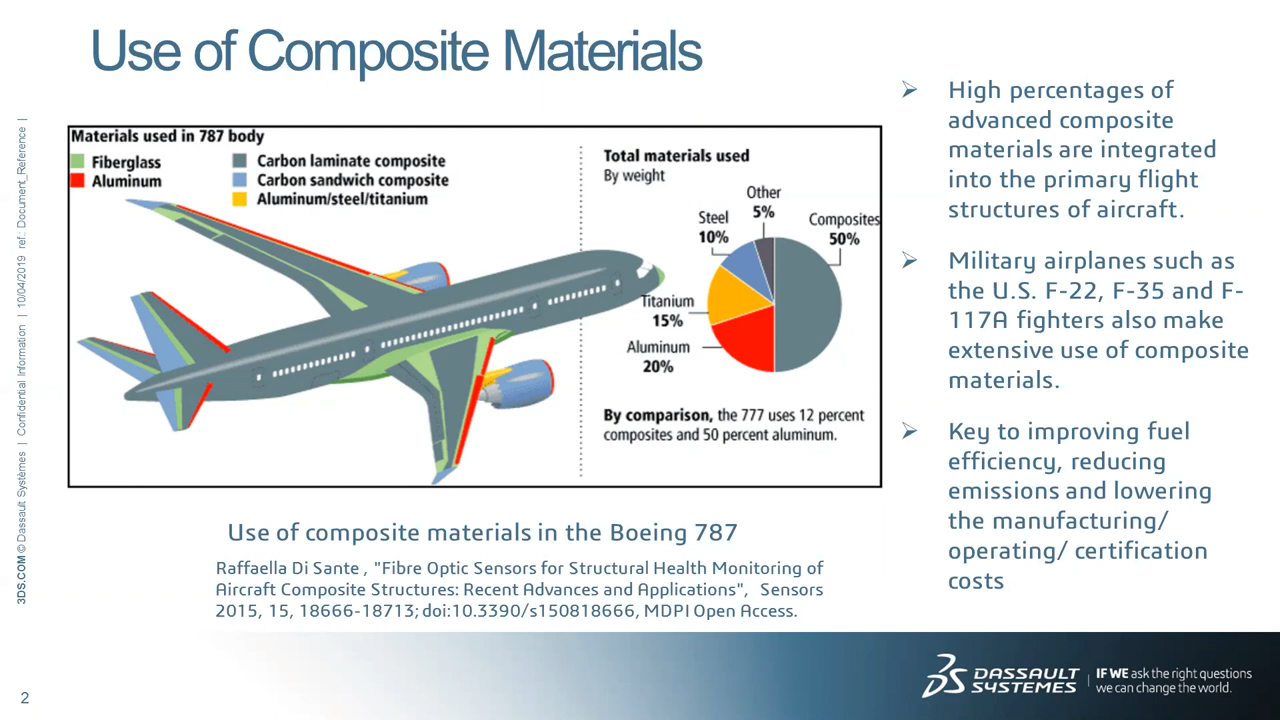 Use of Composite Materials
3DS.COM © Dassault Systèmes | Confidential Information | 10/04/2019 ref.: Document_Reference |
Materials used in 787 body
Fiberglass
Aluminum
Carbon laminate composite
Carbon sandwich composite
Aluminum/steel/titanium
Total materials used
By weight
Other
5%
Steel
10%
Composites
50%
Titanium
15%
Aluminum
20%
By comparison, the 777 uses 12 percent
composites and 50 percent aluminum.
Use of composite materials in the Boeing 787
Raffaella Di Sante , "Fibre Optic Sensors for Structural Health Monitoring of
Aircraft Composite Structures: Recent Advances and Applications", Sensors
2015, 15, 18666-18713; doi:10.3390/s150818666, MDPI Open Access.
High percentages of
advanced composite
materials are integrated
into the primary flight
structures of aircraft.
Military airplanes such as
the U.S. F-22, F-35 and F-
117A fighters also make
extensive use of composite
materials.
Key to improving fuel
efficiency, reducing
emissions and lowering
the manufacturing/
operating/ certification
costs
2
DASSAULT
SYSTEMES
IF WE ask the right questions
we can change the world.